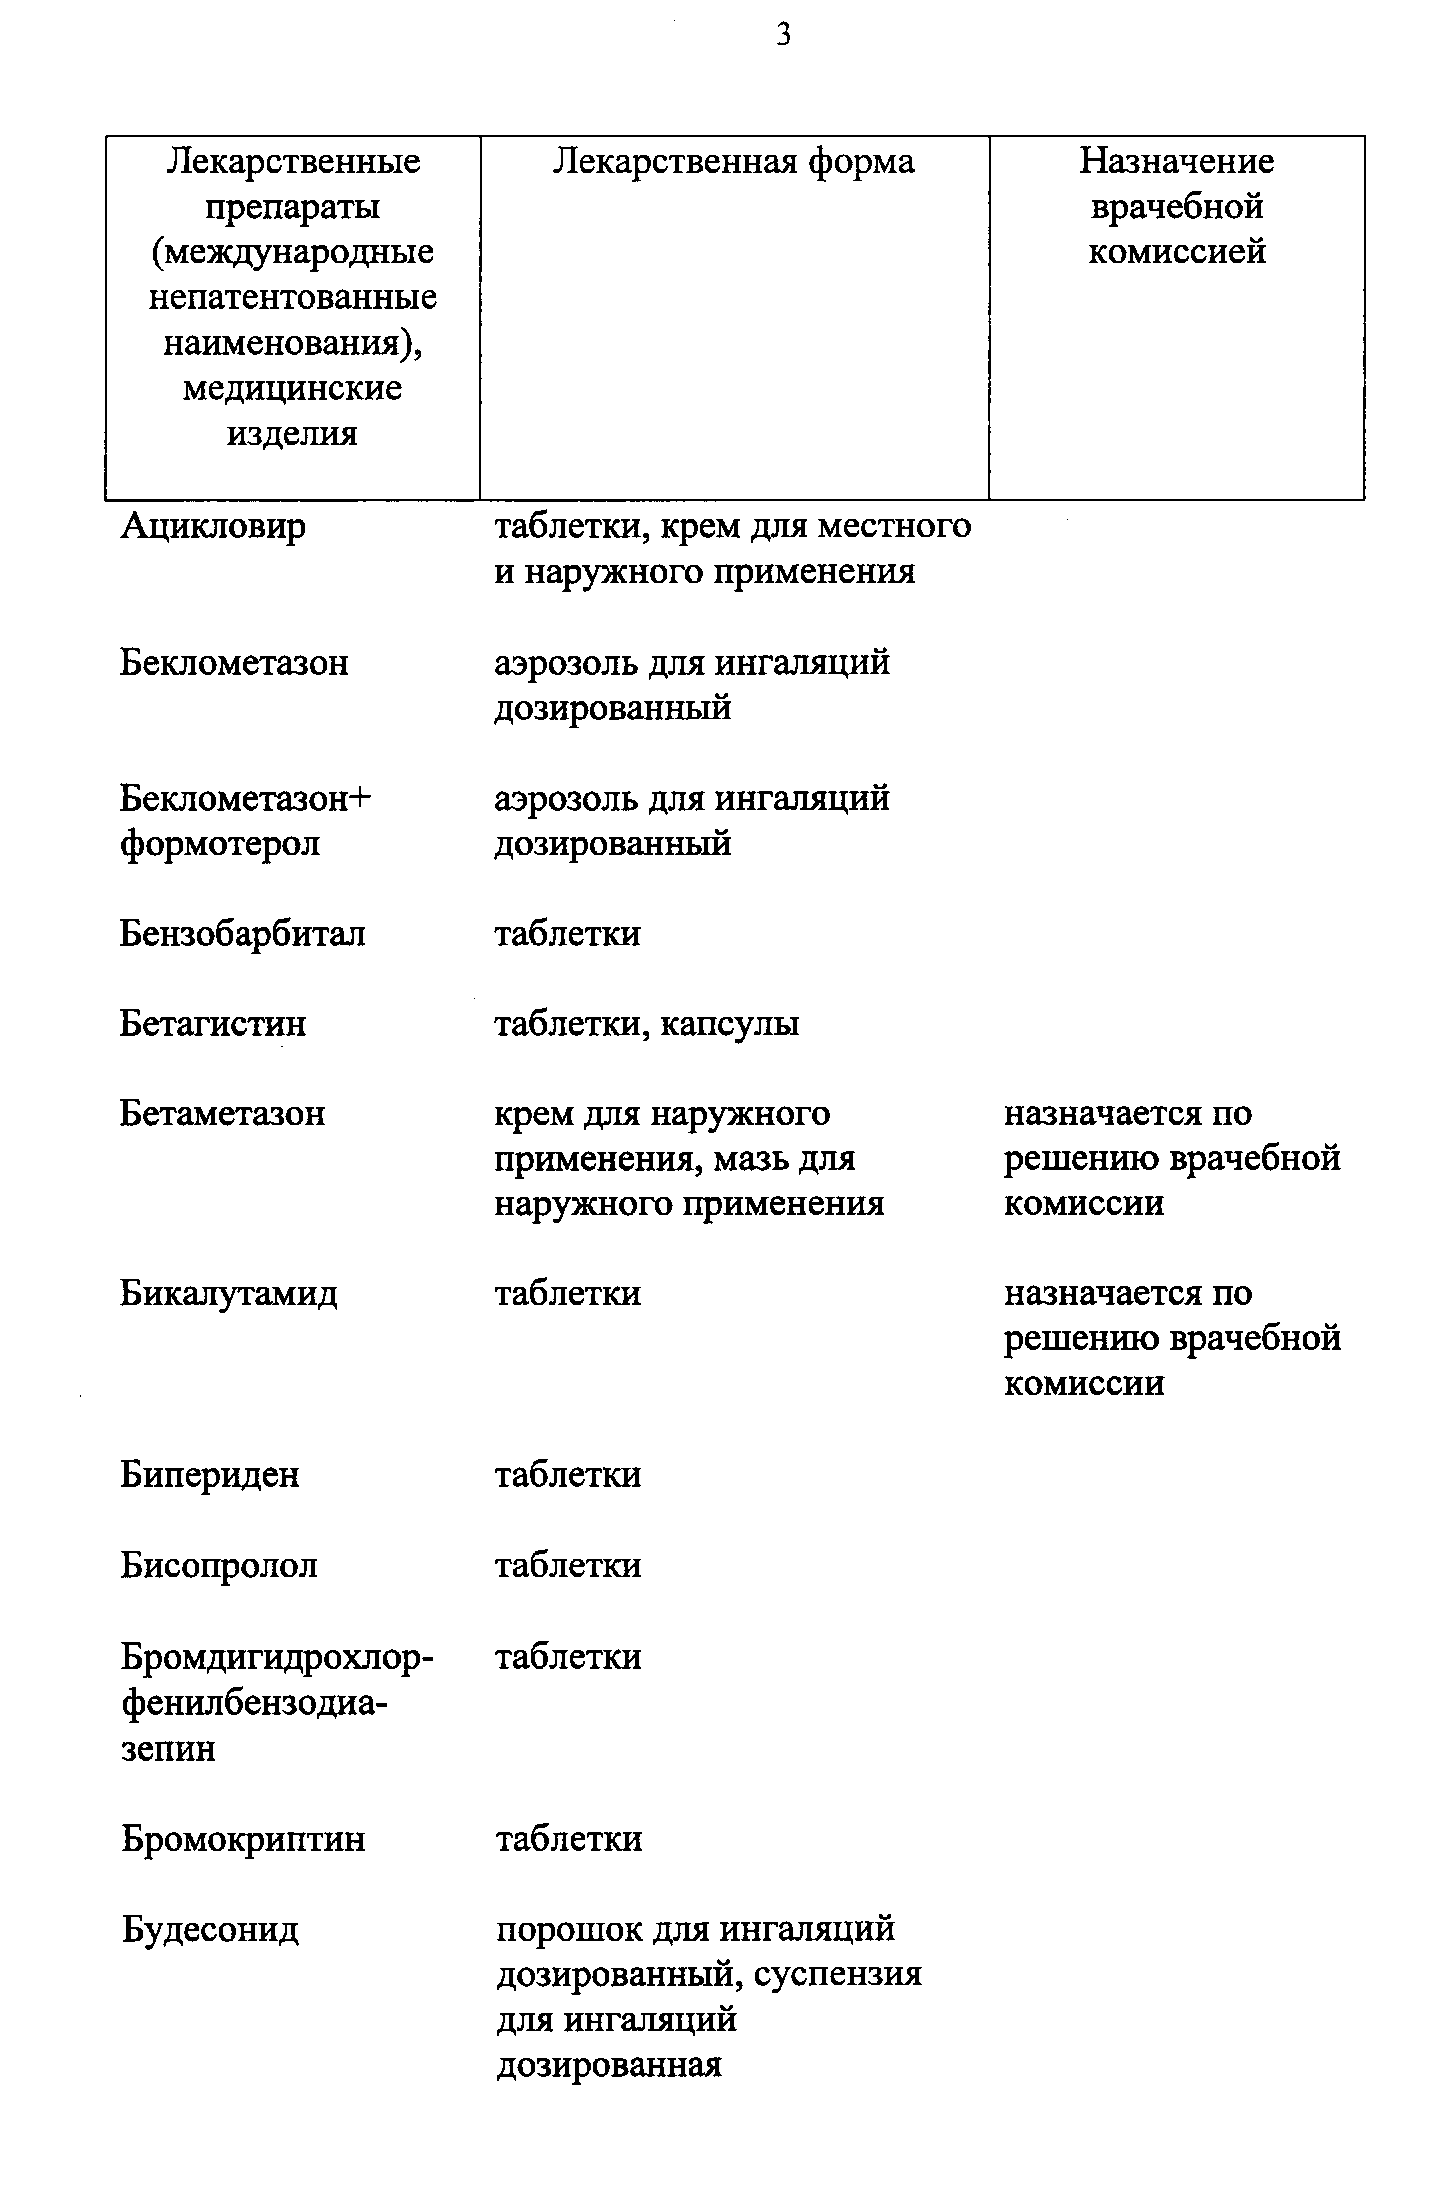 3
Лекарственные
препараты
(международные
непатентованные
наименования),
медицинские
изделия
Лекарственная форма
Назначение
врачебной
комиссией
Ацикловир
таблетки, крем для местного
и наружного применения
Беклометазон
аэрозоль для ингаляций
дозированный
Беклометазон+
формотерол
аэрозоль для ингаляций
дозированный
Бензобарбитал
таблетки
Бетагистин
таблетки, капсулы
Бетаметазон
крем для наружного
применения, мазь для
наружного применения
назначается по
решению врачебной
комиссии
Бикалутамид
таблетки
назначается по
решению врачебной
комиссии
Бипериден
таблетки
Бисопролол
таблетки
Бромдигидрохлор-
фенилбензодиа-
зепин
таблетки
Бромокриптин
таблетки
Будесонид
порошок для ингаляций
дозированный, суспензия
для ингаляций
дозированная